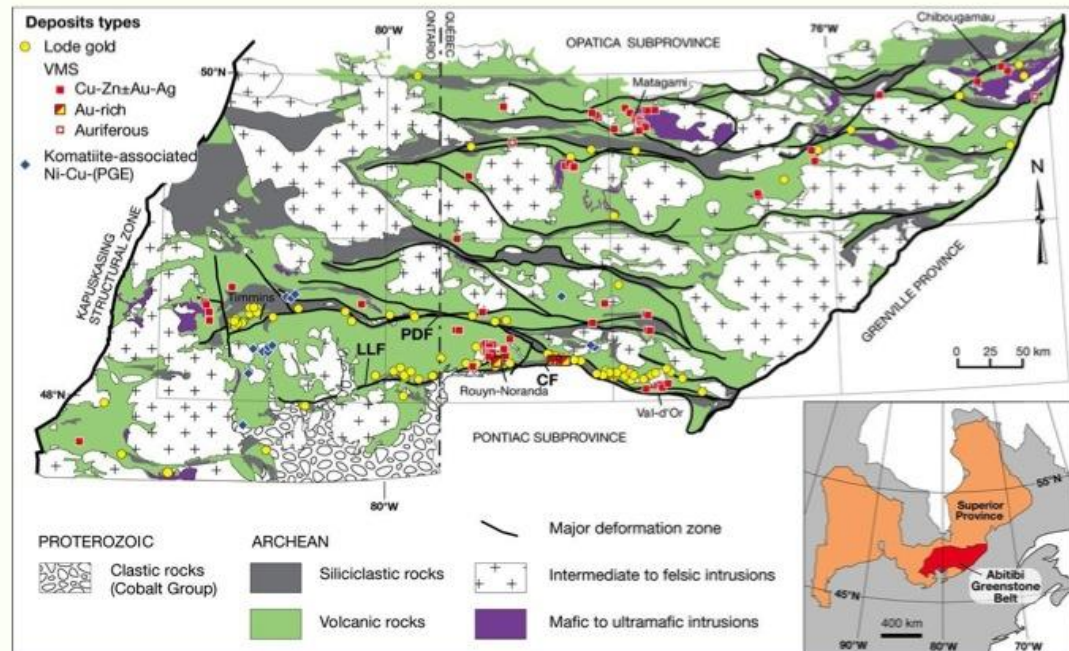 Deposits types
Lode gold
VMS
Cu-Zn±Au-Ag
Au-rich
Auriferous
Komatiite-associated
Ni-Cu-(PGE)
80°W
ONTARIO
QUÉBEC
OPATICA SUBPROVINCE
76°W
Chibougamau
50°N
Matagami
N
KAPUSKASING
STRUCTURAL ZONE
GRENVILLE PROVINCE
Timmins
PDF
LLF
CF
0 25 50 km
Rouyn-Noranda
48°N
Val-d'Or
PONTIAC SUBPROVINCE
80°W
Major deformation zone
PROTEROZOIC
Clastic rocks
(Cobalt Group)
ARCHEAN
Siliciclastic rocks
Volcanic rocks
Intermediate to felsic intrusions
Mafic to ultramafic intrusions
55°N
Superior
Province
Abitibi
Greenstone
Belt
45°N
400 km
90°W
80°W
70°W